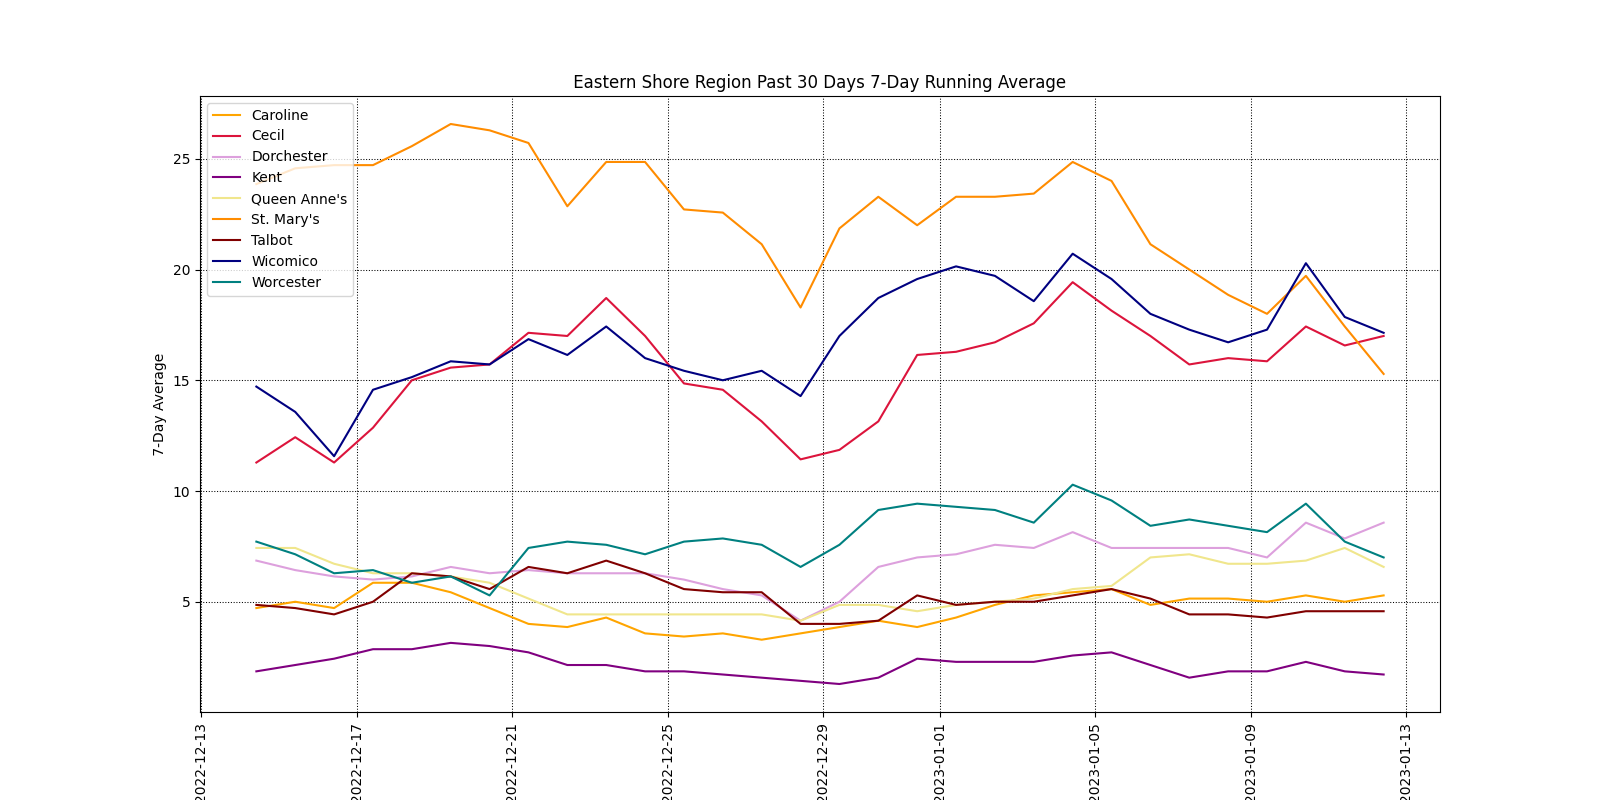 Eastern Shore Region Past 30 Days 7-Day Running Average
Caroline
Cecil
Dorchester
Kent
Queen Anne's
St. Mary's
Talbot
Wicomico
Worcester
25
20
15
10
5
7-Day Average
2022-12-13
2022-12-17
2022-12-21
2022-12-25
2022-12-29
2023-01-01
2023-01-05
2023-01-09
2023-01-13